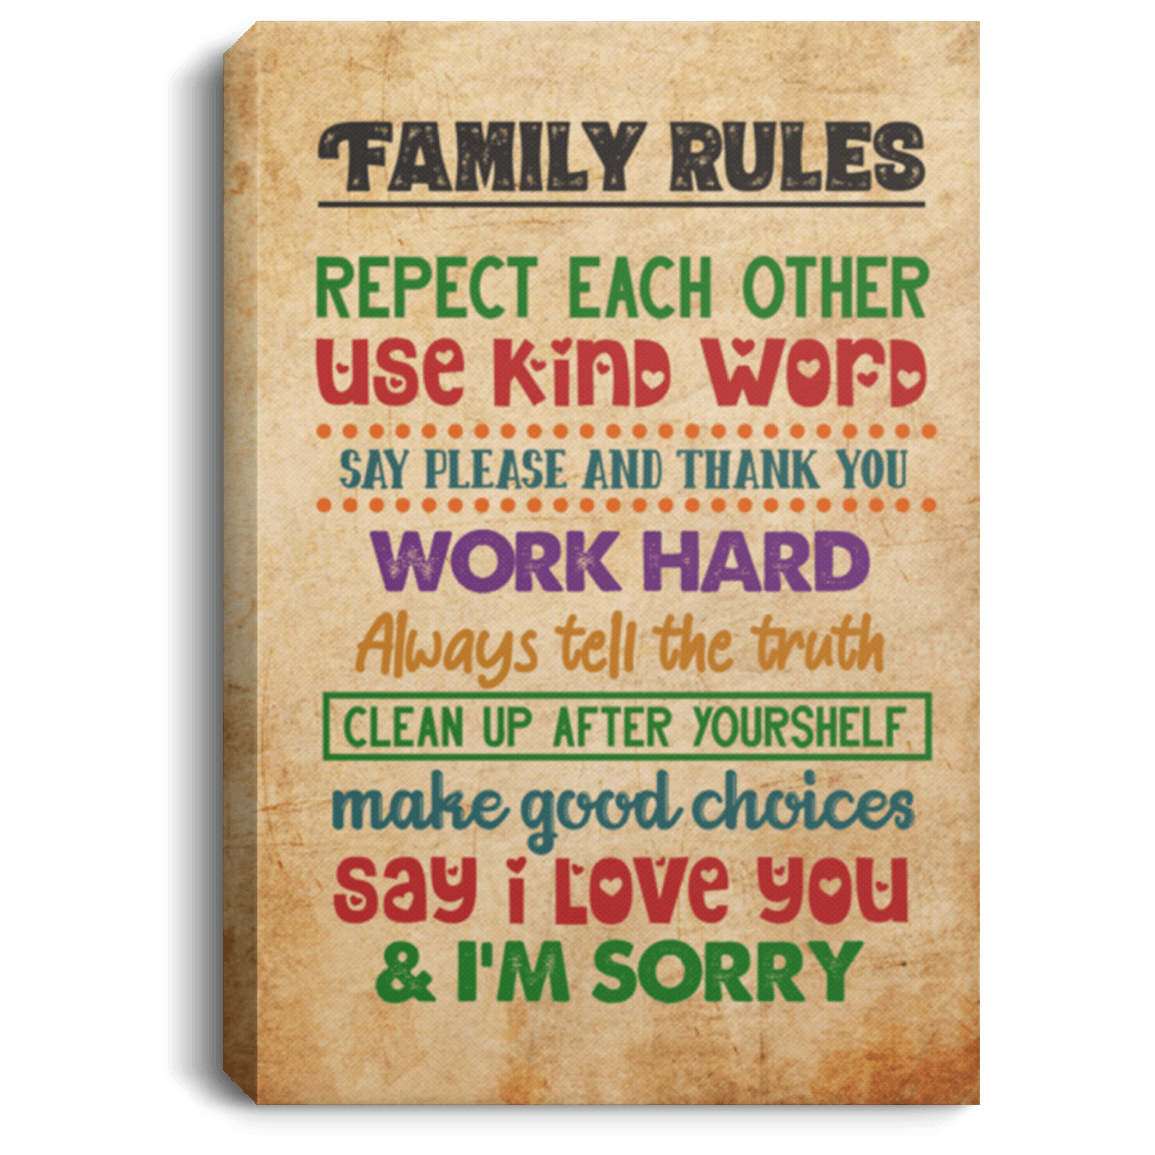 FAMILY RULES
REPECT EACH OTHER
USE KIND WORD
SAY PLEASE AND THANK YOU
WORK HARD
Always tell the truth
CLEAN UP AFTER YOURSHELF
make good choices
say i Love you
& I'M SORRY